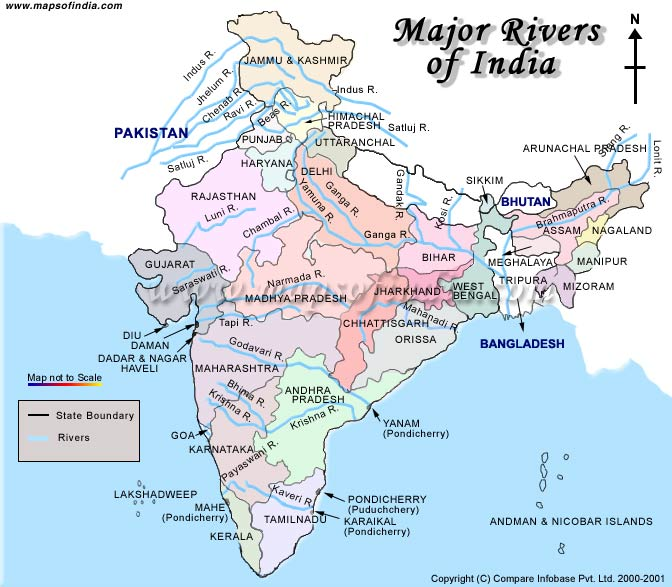 www.mapsofindia.com
Major Rivers
of India
N
JAMMU & KASHMIR
Indus R.
Jhelum R.
Chenab R.
Ravi R.
Beas R.
Indus R.
HIMACHAL
PRADESH
Satluj R.
PAKISTAN
PUNJAB
UTTARANCHAL
Satluj R.
HARYANA
DELHI
ARUNACHAL PRADESH
Lonit R.
SIKKIM
RAJASTHAN
Ganga R.
Yamuna R.
Gandak R.
Kosi R.
BHUTAN
Brahmaputra R.
Luni R.
Chambal R.
Ganga R.
ASSAM
NAGALAND
BIHAR
MEGHALAYA
MANIPUR
GUJARAT
Saraswati R.
Narmada R.
MADHYA PRADESH
JHARKHAND
WEST
BENGAL
TRIPURA
MIZORAM
www.mapsofindia.com
DIU
DAMAN
DADAR & NAGAR
HAVELI
Tapi R.
CHHATTISGARH
Mahanadi R.
ORISSA
BANGLADESH
Godavari R.
MAHARASHTRA
Map not to Scale
Bhima R.
ANDHRA
PRADESH
State Boundary
Rivers
Krishna R.
Krishna R.
YANAM
(Pondicherry)
GOA
KARNATAKA
Payaswani R.
LAKSHADWEEP
MAHE
(Pondicherry)
Kaveri R.
PONDICHERRY
(Puduchchery)
KARAIKAL
(Pondicherry)
TAMILNADU
KERALA
ANDMAN & NICOBAR ISLANDS
Copyright (C) Compare Infobase Pvt. Ltd. 2000-2001